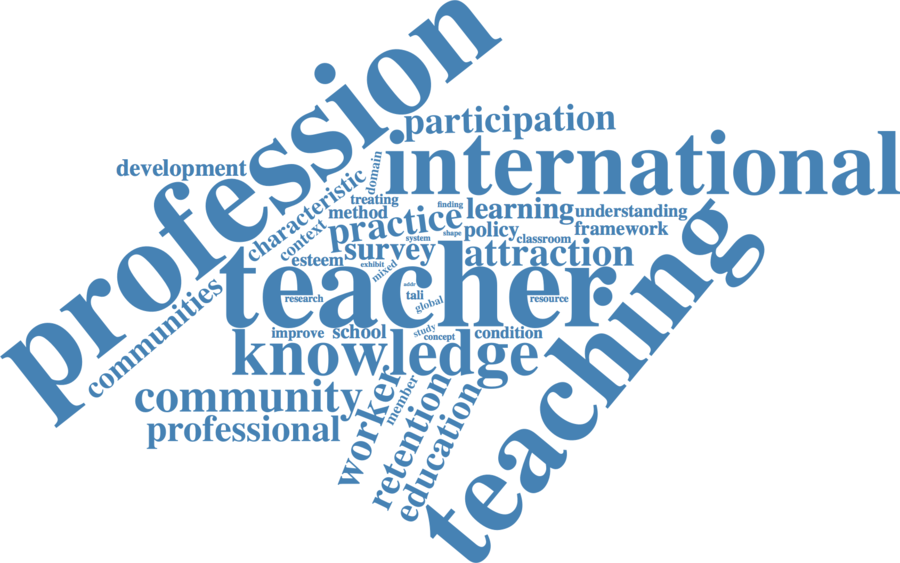 profession
participation
international
development
domain
characteristic
treating
finding
learning
understanding
method
practice
context
shape
policy
framework
system
classroom
survey
attraction
esteem
exhibit
mixed
teacher
addr
tali
research
global
resource
communities
teaching
improve
school
study
concept
condition
knowledge
community
worker
member
professional
retention
education